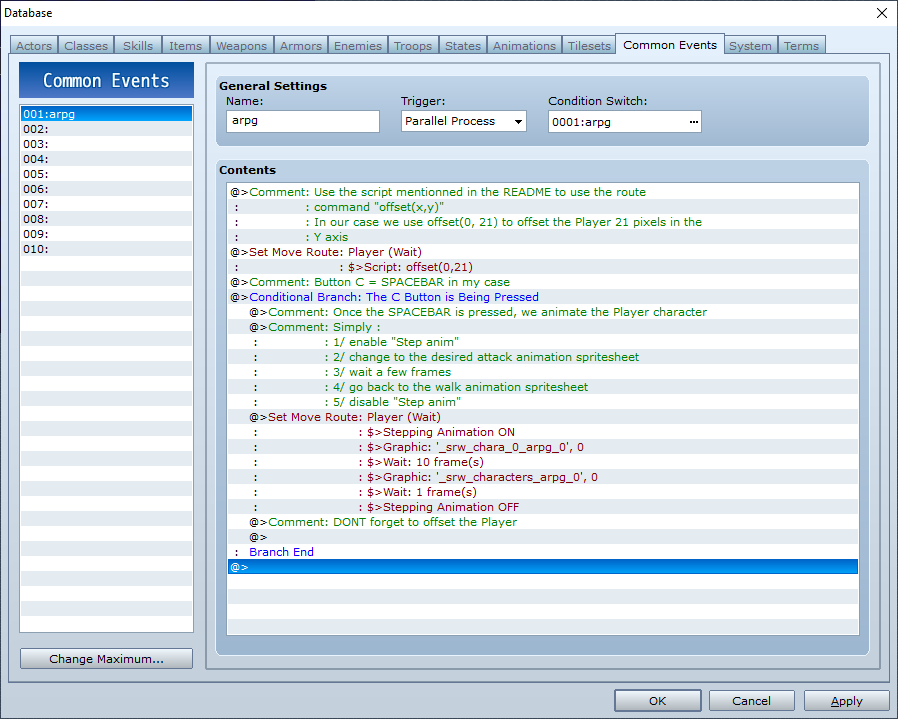 Database
Actors Classes Skills Items Weapons Armors Enemies Troops States Animations Tilesets Common Events System Terms
Common Events
001:arpg
002:
003:
004:
005:
006:
007:
008:
009:
010:
Change Maximum...
General Settings
Name: Trigger: Condition Switch:
arpg Parallel Process 0001:arpg ...
Contents
@>Comment: Use the script mentionned in the README to use the route
: : command "offset(x,y)"
: : In our case we use offset(0, 21) to offset the Player 21 pixels in the
: : Y axis
@>Set Move Route: Player (Wait)
: : $>Script: offset(0,21)
@>Comment: Button C = SPACEBAR in my case
@>Conditional Branch: The C Button is Being Pressed
@>Comment: Once the SPACEBAR is pressed, we animate the Player character
@>Comment: Simply :
: : 1/ enable "Step anim"
: : 2/ change to the desired attack animation spritesheet
: : 3/ wait a few frames
: : 4/ go back to the walk animation spritesheet
: : 5/ disable "Step anim"
@>Set Move Route: Player (Wait)
: : $>Stepping Animation ON
: : $>Graphic: '_srw_chara_0_arpg_0', 0
: : $>Wait: 10 frame(s)
: : $>Graphic: '_srw_characters_arpg_0', 0
: : $>Wait: 1 frame(s)
: : $>Stepping Animation OFF
@>Comment: DONT forget to offset the Player
@>
: Branch End
@>
OK Cancel Apply